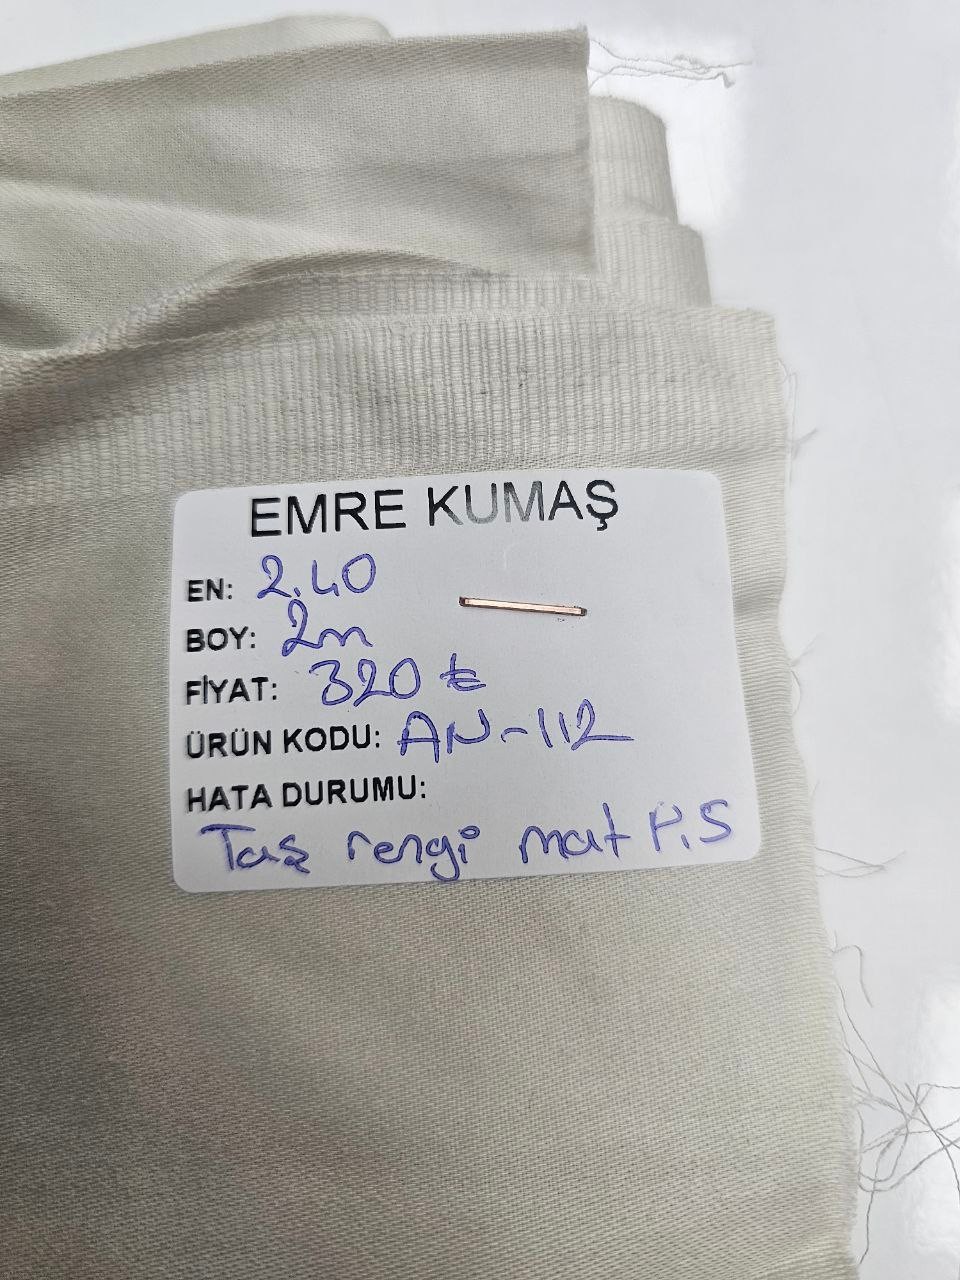 EMRE KUMAŞ
EN: 2.40
BOY: 2m
FİYAT: 320 ₺
ÜRÜN KODU: AN-112
HATA DURUMU:
Taş rengi mat P.S